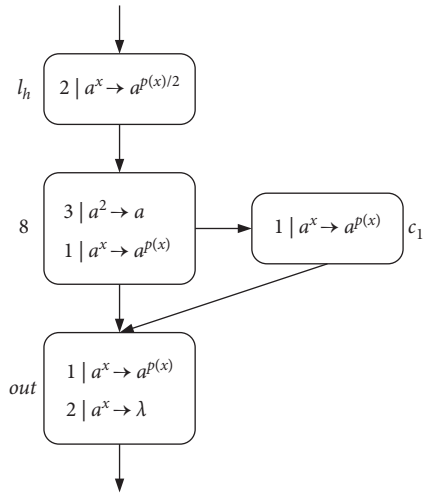 l_h
2 | a^x → a^{p(x)/2}
8
3 | a^2 → a
1 | a^x → a^{p(x)}
1 | a^x → a^{p(x)}
c_1
out
1 | a^x → a^{p(x)}
2 | a^x → λ